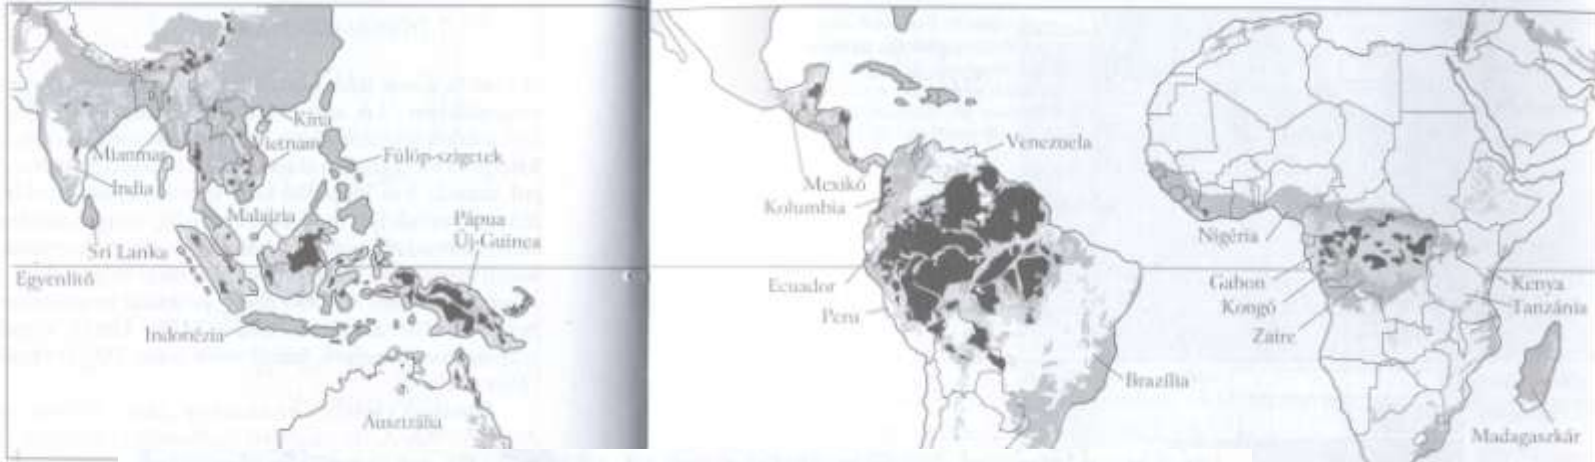 Kína
Mianmar
Vietnam
Fülöp-szigetek
India
Malajzia
Pápua
Új-Guinea
Sri Lanka
Egyenlítő
Indonézia
Ausztrália
Venezuela
Mexikó
Kolumbia
Ecuador
Peru
Brazília
Nigéria
Gabon
Kongó
Zaire
Kenya
Tanzánia
Madagaszkár